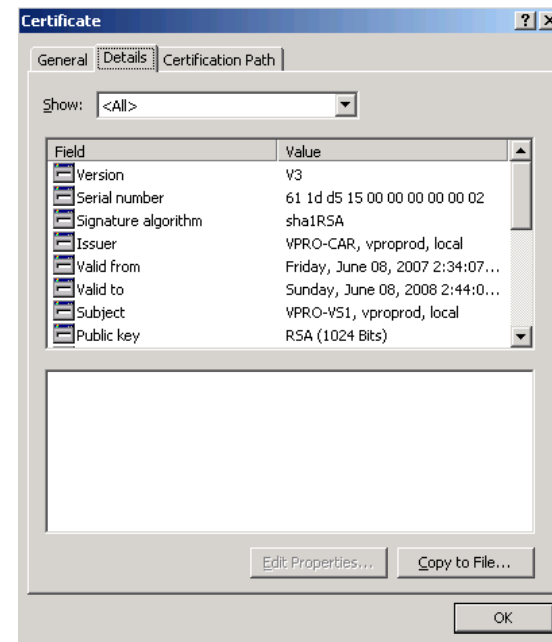 Certificate
General Details Certification Path
Show: <All>
Field Value
Version V3
Serial number 61 1d d5 15 00 00 00 00 00 02
Signature algorithm sha1RSA
Issuer VPRO-CAR, vproprod, local
Valid from Friday, June 08, 2007 2:34:07...
Valid to Sunday, June 08, 2008 2:44:0...
Subject VPRO-VS1, vproprod, local
Public key RSA (1024 Bits)
Edit Properties... Copy to File...
OK